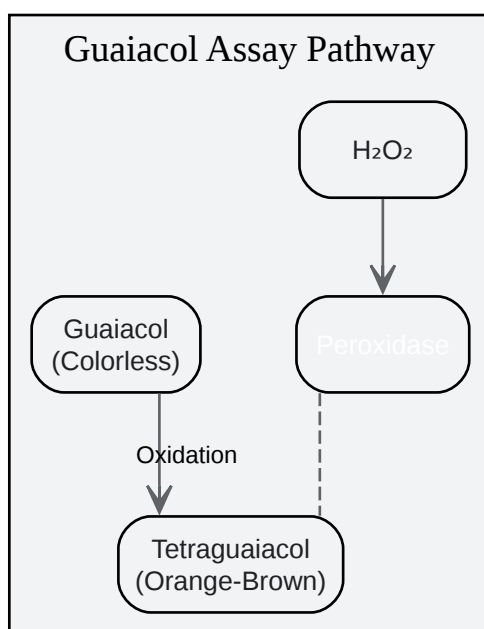 Guaiacol Assay Pathway
H₂O₂
Guaiacol
(Colorless)
Peroxidase
Oxidation
Tetraguaiacol
(Orange-Brown)